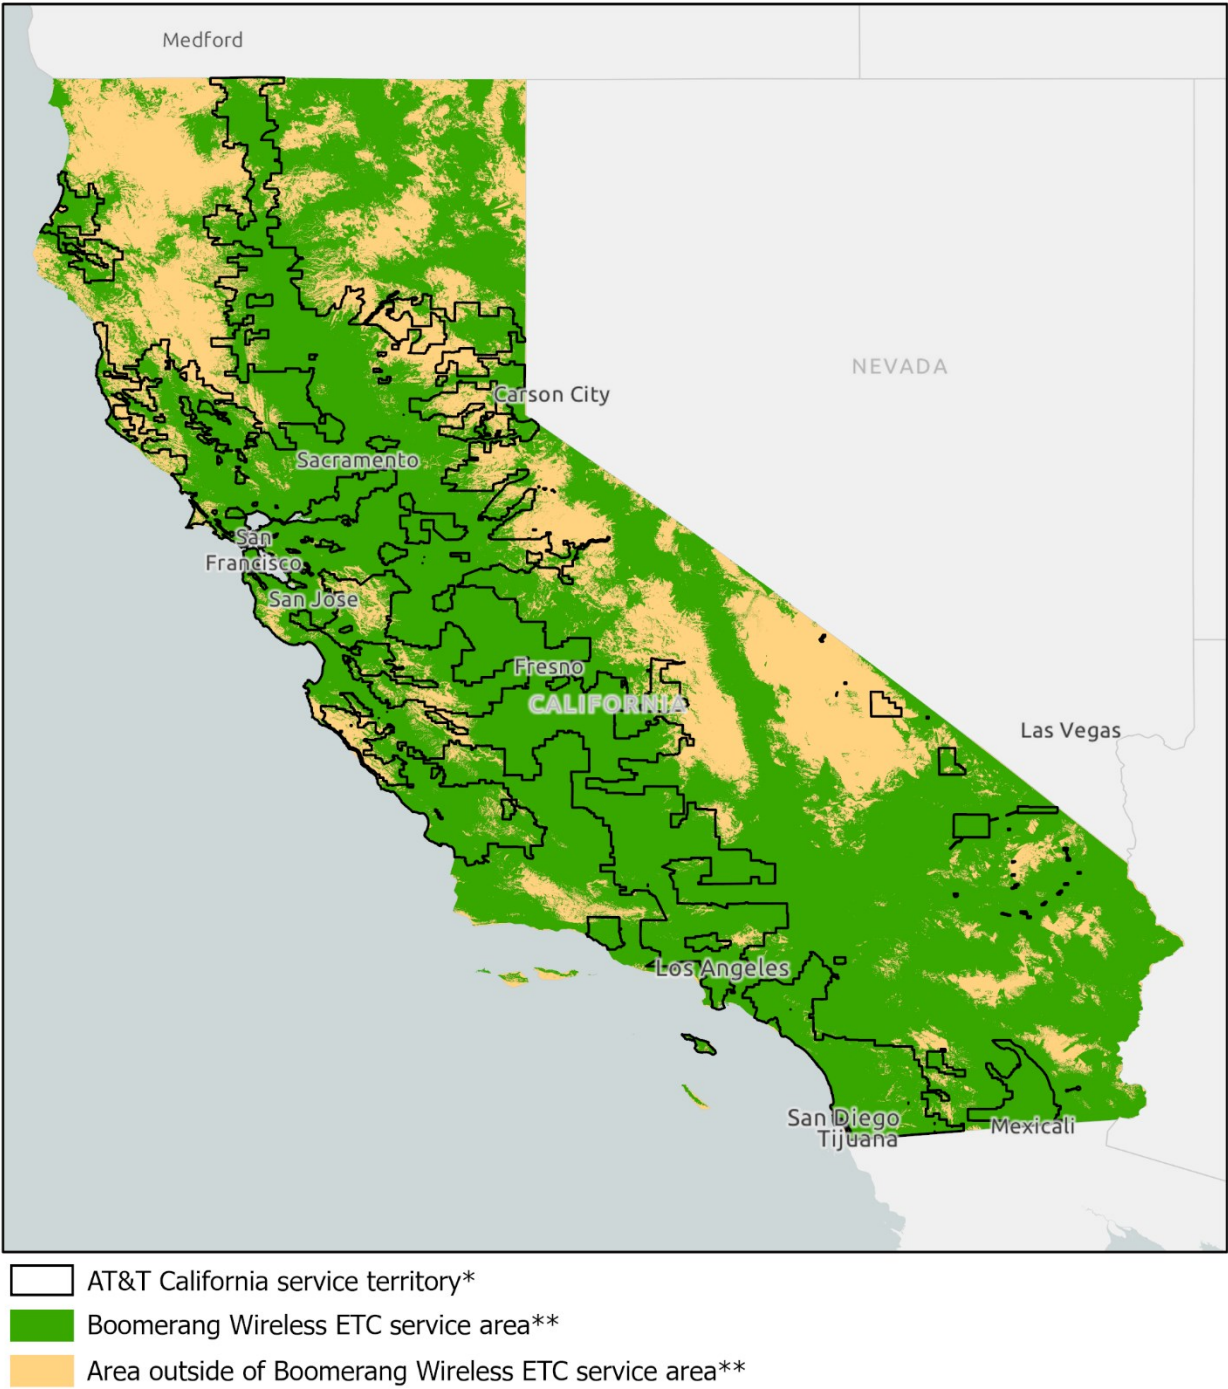 Medford
NEVADA
Carson City
Sacramento
San
Francisco
San Jose
Fresno
CALIFORNIA
Las Vegas
Los Angeles
San Diego
Tijuana
Mexicali
AT&T California service territory*
Boomerang Wireless ETC service area**
Area outside of Boomerang Wireless ETC service area**